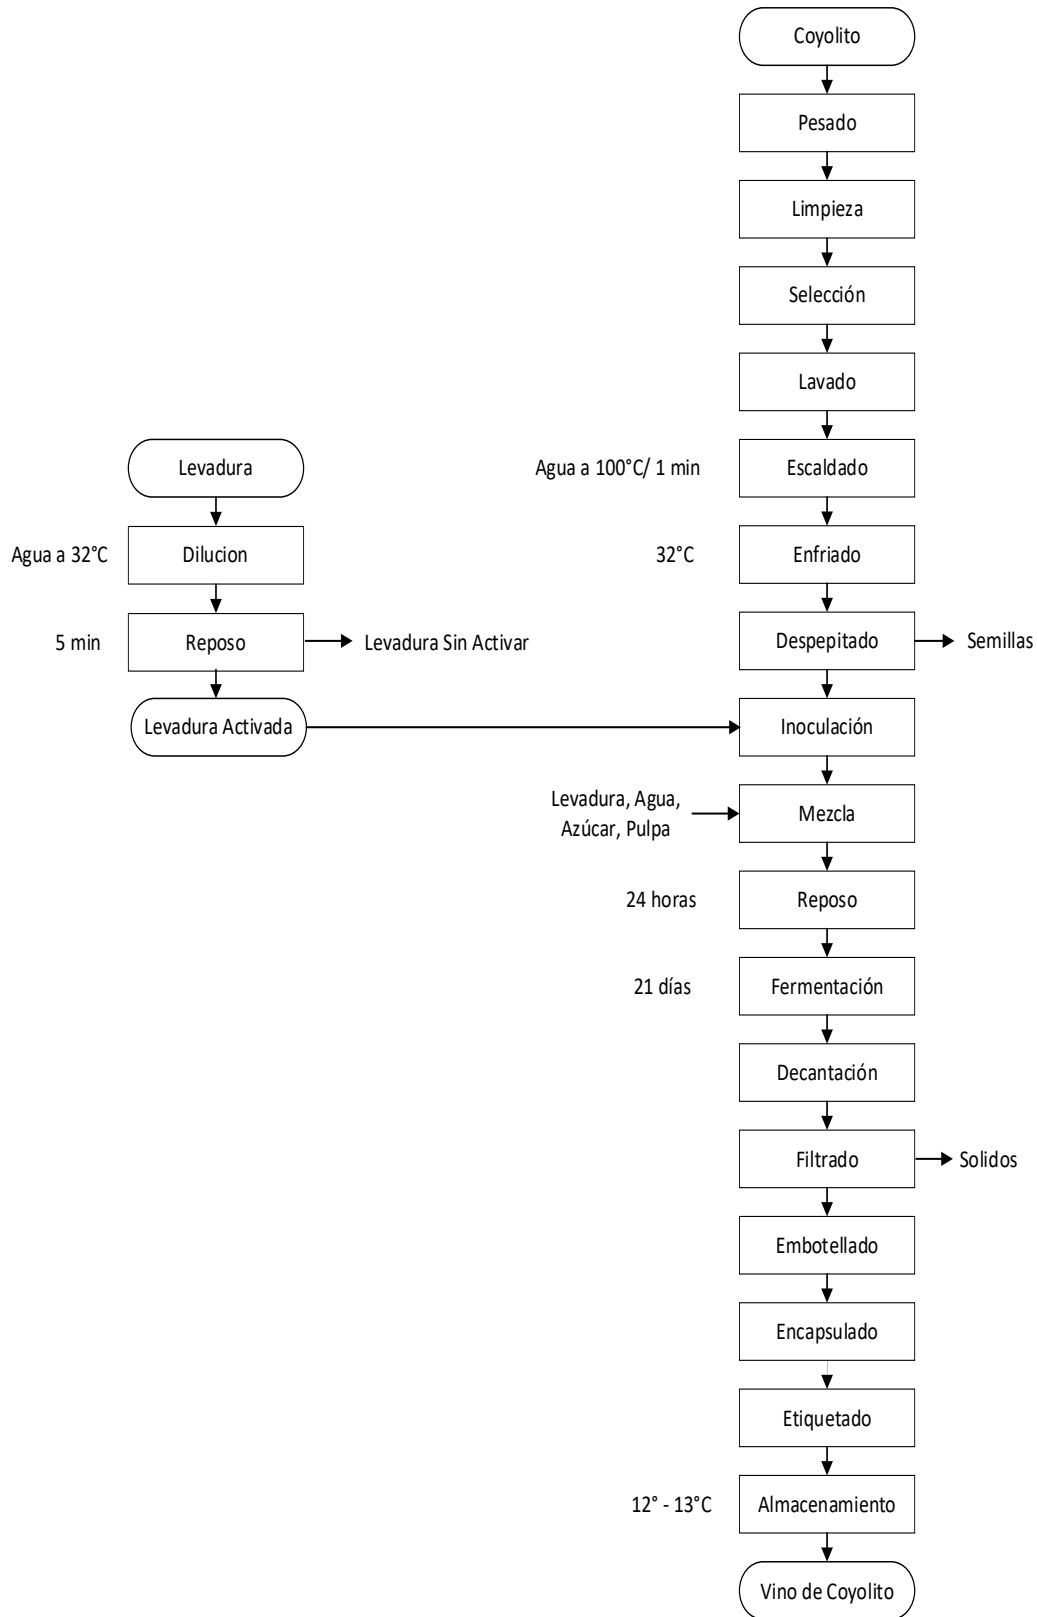 Coyolito
Pesado
Limpieza
Selección
Lavado
Levadura
Agua a 100°C/ 1 min
Escaldado
Agua a 32°C
Dilucion
32°C
Enfriado
5 min
Reposo
Levadura Sin Activar
Despepitado
Semillas
Levadura Activada
Inoculación
Levadura, Agua,
Azúcar, Pulpa
Mezcla
24 horas
Reposo
21 días
Fermentación
Decantación
Filtrado
Solidos
Embotellado
Encapsulado
Etiquetado
12° - 13°C
Almacenamiento
Vino de Coyolito